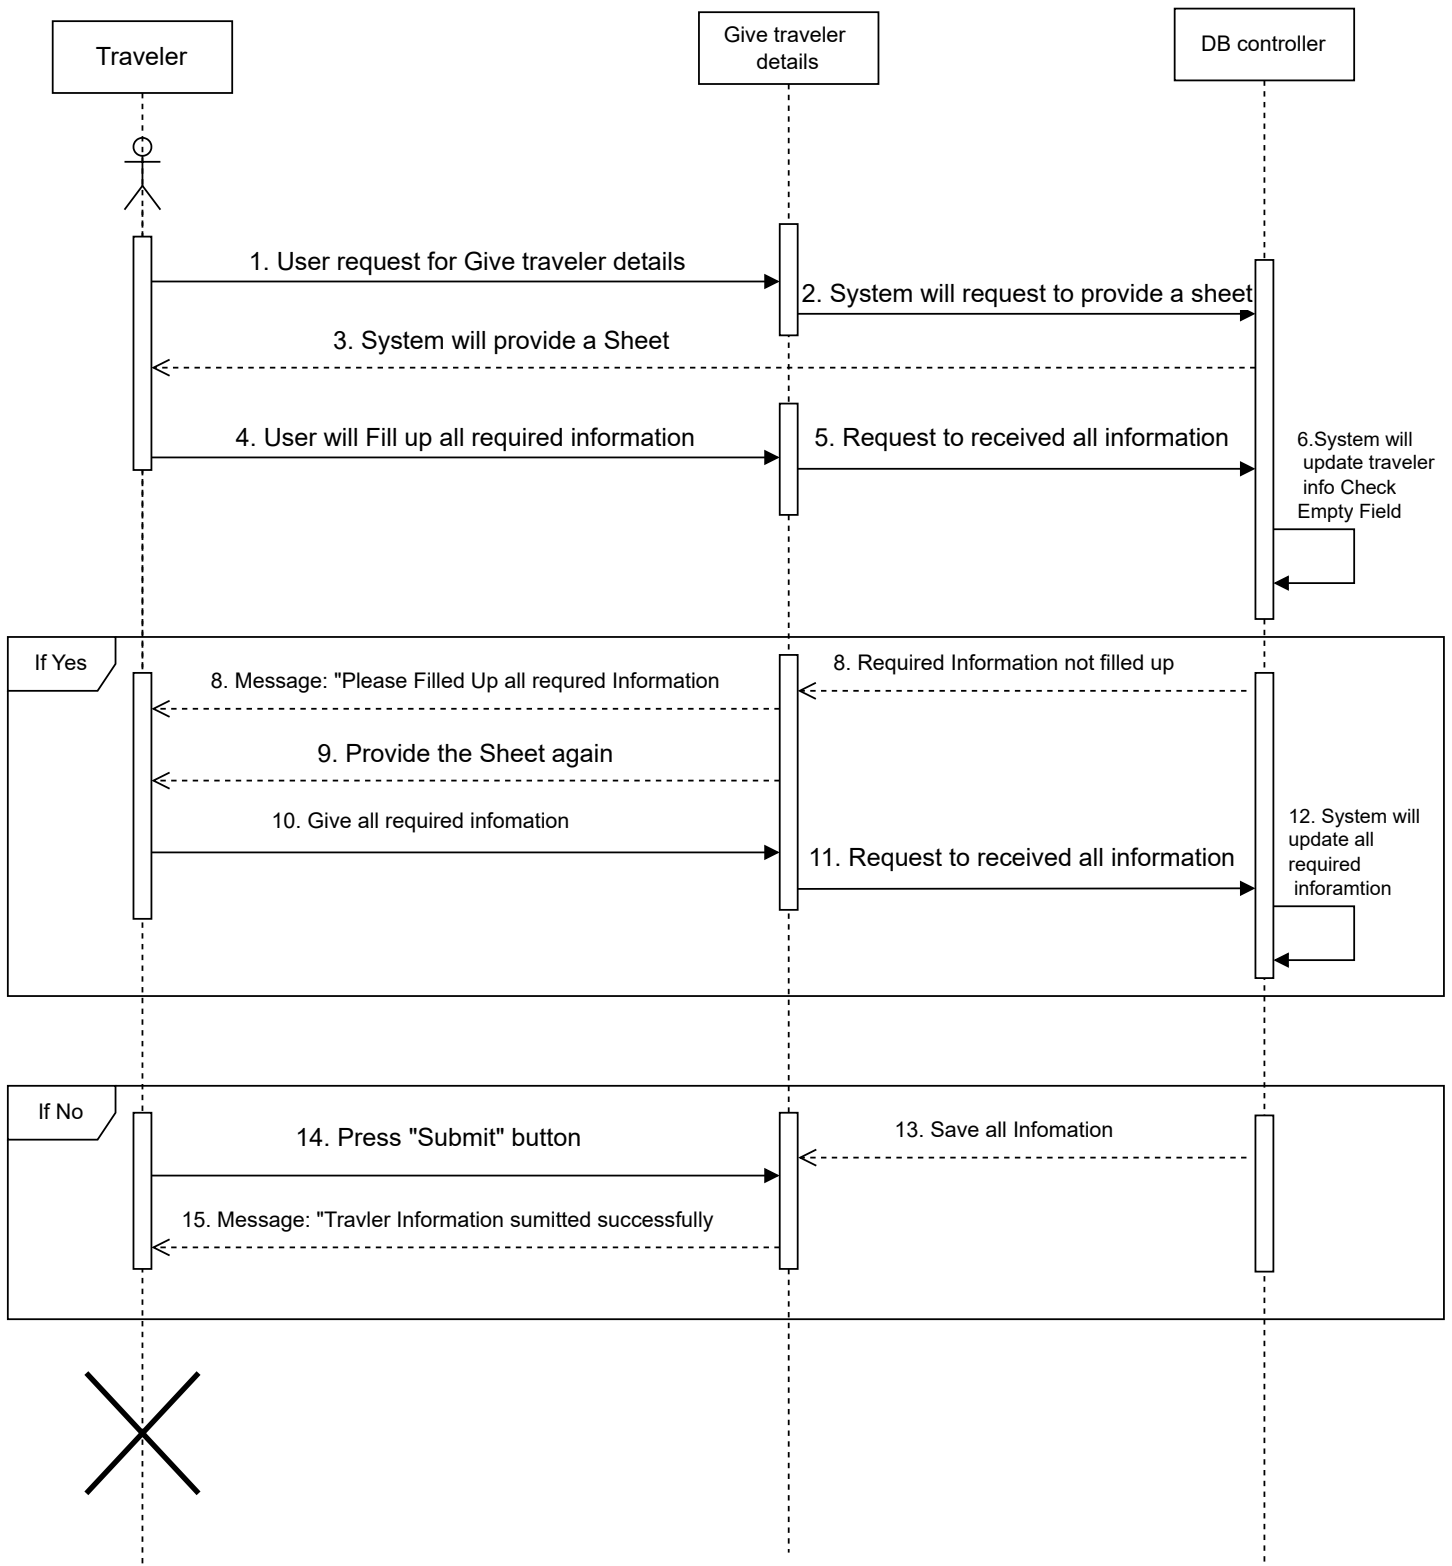 Traveler
Give traveler
details
DB controller
1. User request for Give traveler details
2. System will request to provide a sheet
3. System will provide a Sheet
4. User will Fill up all required information
5. Request to received all information
6.System will
update traveler
info Check
Empty Field
If Yes
8. Required Information not filled up
8. Message: "Please Filled Up all requred Information
9. Provide the Sheet again
10. Give all required infomation
11. Request to received all information
12. System will
update all
required
inforamtion
If No
13. Save all Infomation
14. Press "Submit" button
15. Message: "Travler Information sumitted successfully